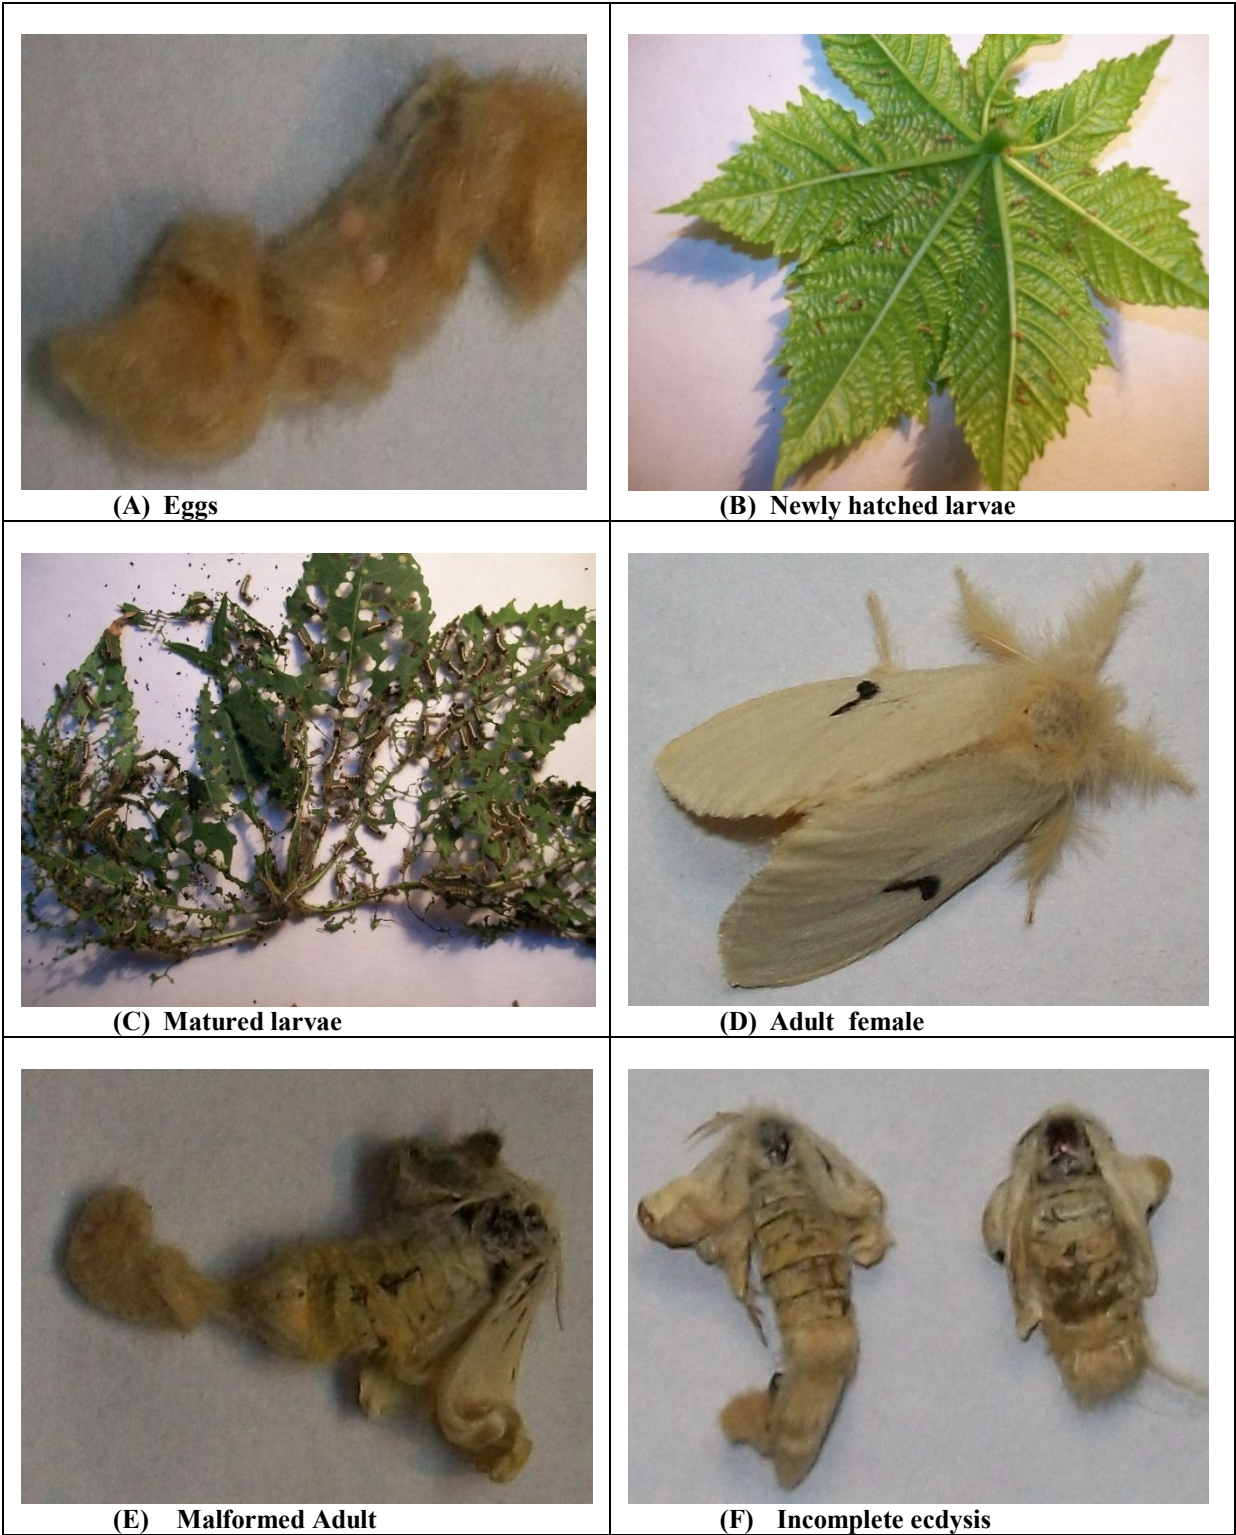 (A) Eggs
(B) Newly hatched larvae
(C) Matured larvae
(D) Adult female
(E) Malformed Adult
(F) Incomplete ecdysis